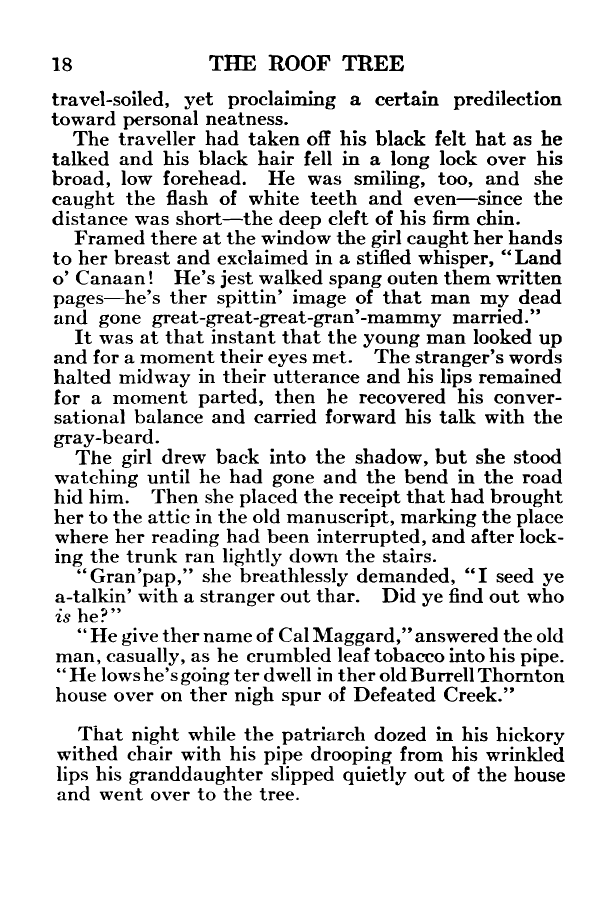 18 THE ROOF TREE
travel-soiled, yet proclaiming a certain predilection
toward personal neatness.
The traveller had taken off his black felt hat as he
talked and his black hair fell in a long lock over his
broad, low forehead. He was smiling, too, and she
caught the flash of white teeth and even—since the
distance was short—the deep cleft of his firm chin.
Framed there at the window the girl caught her hands
to her breast and exclaimed in a stifled whisper, "Land
o' Canaan! He's jest walked spang outen them written
pages—he's ther spittin' image of that man my dead
and gone great-great-great-gran'-mammy married."
It was at that instant that the young man looked up
and for a moment their eyes met. The stranger's words
halted midway in their utterance and his lips remained
for a moment parted, then he recovered his conver-
sational balance and carried forward his talk with the
gray-beard.
The girl drew back into the shadow, but she stood
watching until he had gone and the bend in the road
hid him. Then she placed the receipt that had brought
her to the attic in the old manuscript, marking the place
where her reading had been interrupted, and after lock-
ing the trunk ran lightly down the stairs.
"Gran'pap," she breathlessly demanded, "I seed ye
a-talkin' with a stranger out thar. Did ye find out who
is he?"
"He give ther name of Cal Maggard," answered the old
man, casually, as he crumbled leaf tobacco into his pipe.
"He lows he's going ter dwell in ther old Burrell Thornton
house over on ther nigh spur of Defeated Creek."
That night while the patriarch dozed in his hickory
withed chair with his pipe drooping from his wrinkled
lips his granddaughter slipped quietly out of the house
and went over to the tree.